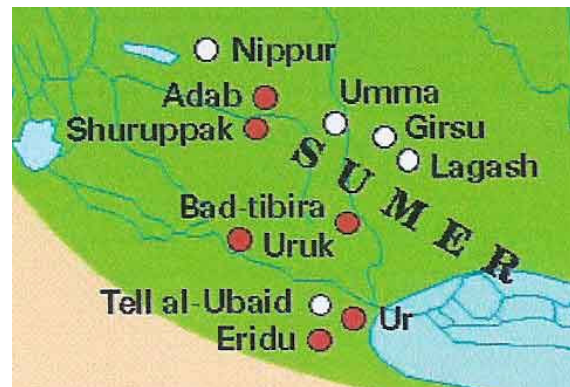 Nippur
Adab
Umma
Shuruppak
Girsu
Lagash
SUMER
Bad-tibira
Uruk
Tell al-Ubaid
Ur
Eridu